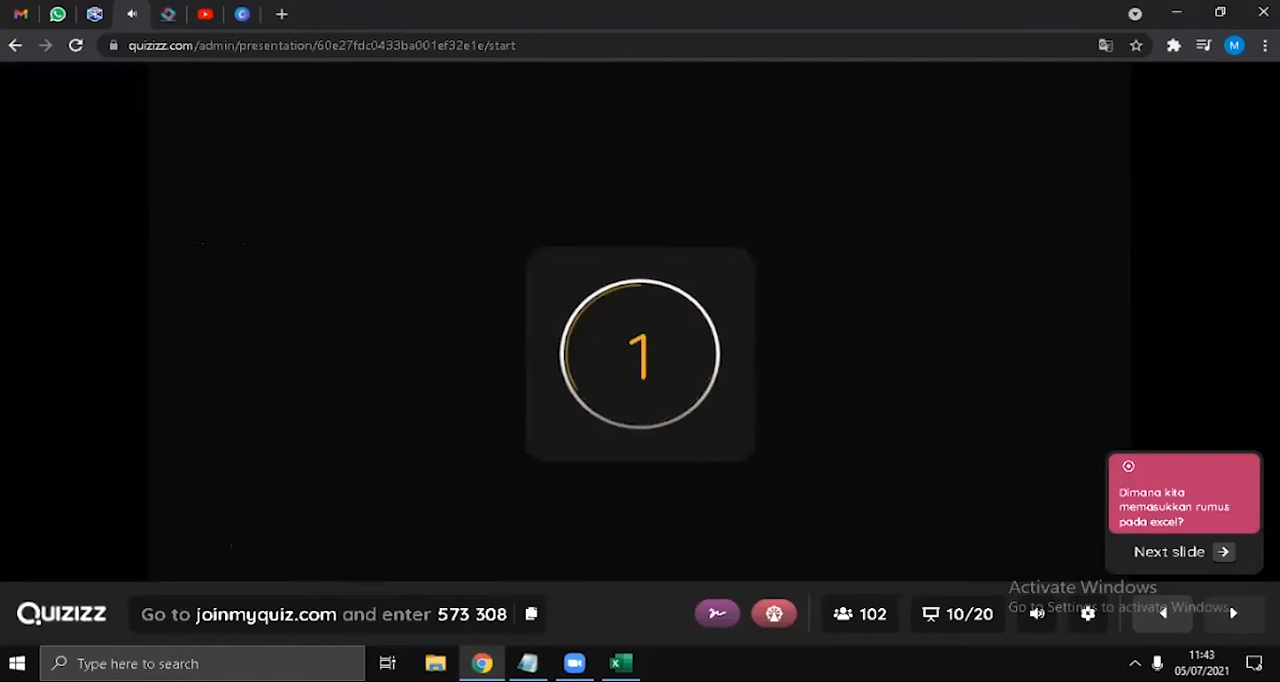 quizizz.com/admin/presentation/60e27fdc0433ba001ef32e1e/start
M
1
Dimana kita
memasukkan rumus
pada excel?
Next slide
Activate Windows
Go to Settings to activate Windows.
Quizizz
Go to joinmyquiz.com and enter 573 308
102
10/20
Type here to search
11:43
05/07/2021